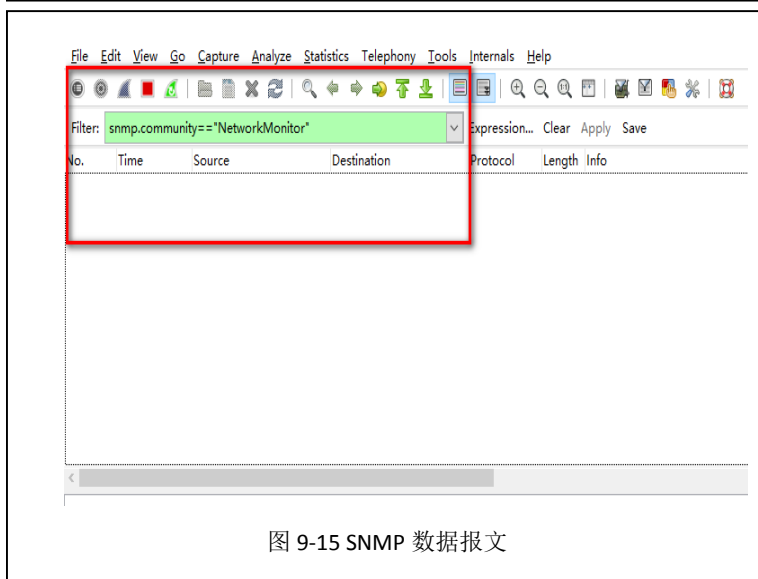 File Edit View Go Capture Analyze Statistics Telephony Tools Internals Help
Filter: snmp.community=="NetworkMonitor" Expression... Clear Apply Save
No. Time Source Destination Protocol Length Info
图 9-15 SNMP 数据报文